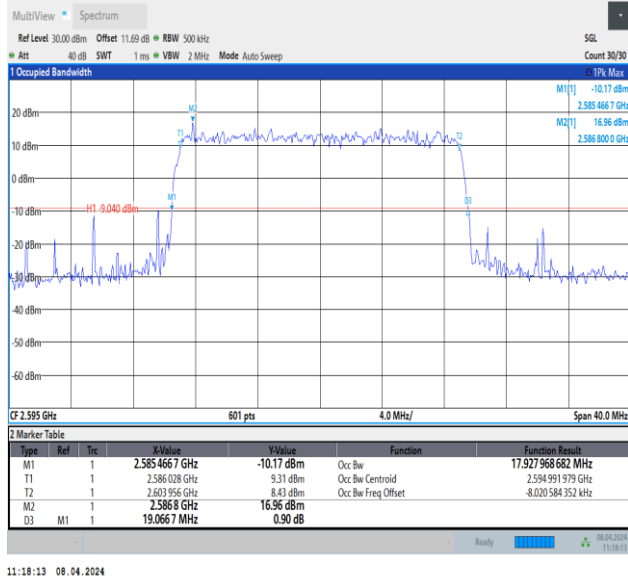 MultiView Spectrum
Ref Level 30.00 dBm Offset 11.69 dB RBW 500 kHz SGL
Att 40 dB SWT 1 ms VBW 2 MHz Mode Auto Sweep Count 30/30
1 Occupied Bandwidth 1Pk Max
M1[1] -10.17 dBm
2.585 466 7 GHz
M2[1] 16.96 dBm
2.586 800 0 GHz
M2
20 dBm
T1 T2
10 dBm
0 dBm
M1 D3
-10 dBm H1 -9.040 dBm
-20 dBm
-30 dBm
-40 dBm
-50 dBm
-60 dBm
CF 2.595 GHz 601 pts 4.0 MHz/ Span 40.0 MHz
2 Marker Table
Type Ref Trc X-Value Y-Value Function Function Result
M1 1 2.585 466 7 GHz -10.17 dBm Occ Bw 17.927 968 682 MHz
T1 1 2.586 028 GHz 9.31 dBm Occ Bw Centroid 2.594 991 979 GHz
T2 1 2.603 956 GHz 8.43 dBm Occ Bw Freq Offset -8.020 584 352 kHz
M2 1 2.586 8 GHz 16.96 dBm
D3 M1 1 19.066 7 MHz 0.90 dB
Ready 08.04.2024
11:18:13
11:18:13 08.04.2024